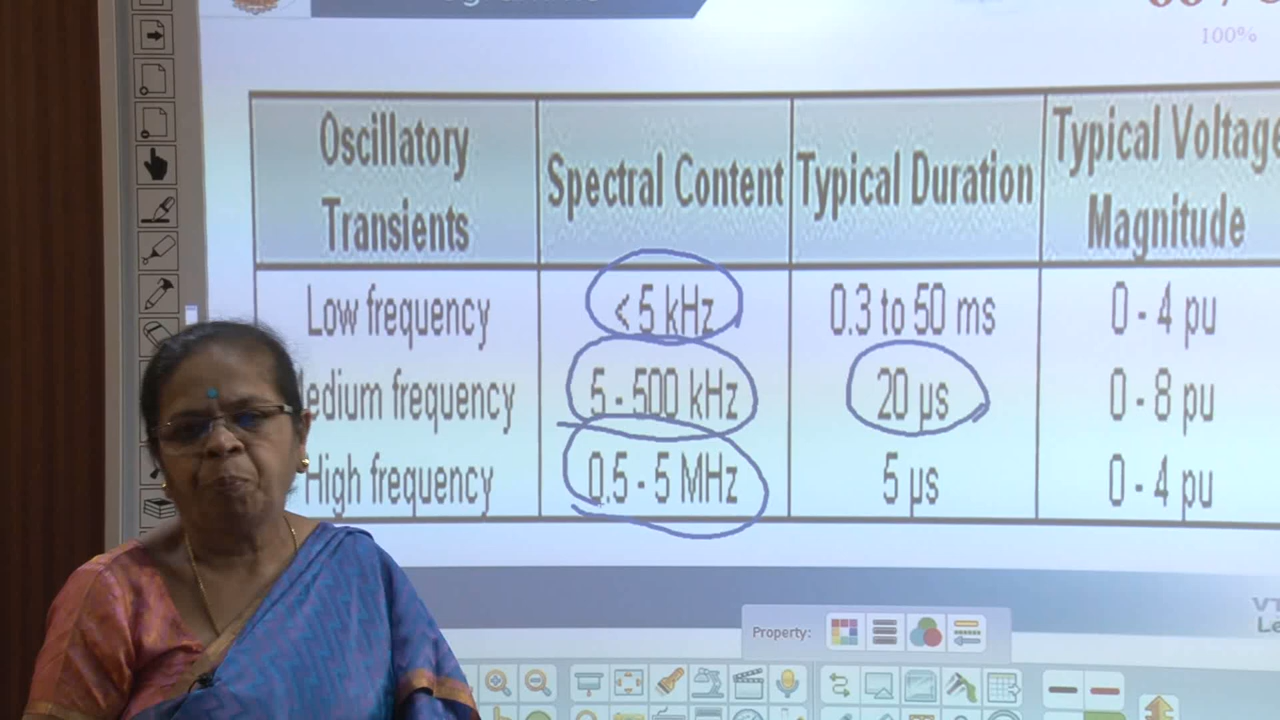 100%
Oscillatory Transients Spectral Content Typical Duration Typical Voltage Magnitude
Low frequency < 5 kHz 0.3 to 50 ms 0 - 4 pu
edium frequency 5 - 500 kHz 20 µs 0 - 8 pu
High frequency 0.5 - 5 MHz 5 µs 0 - 4 pu
VT
Le
Property: